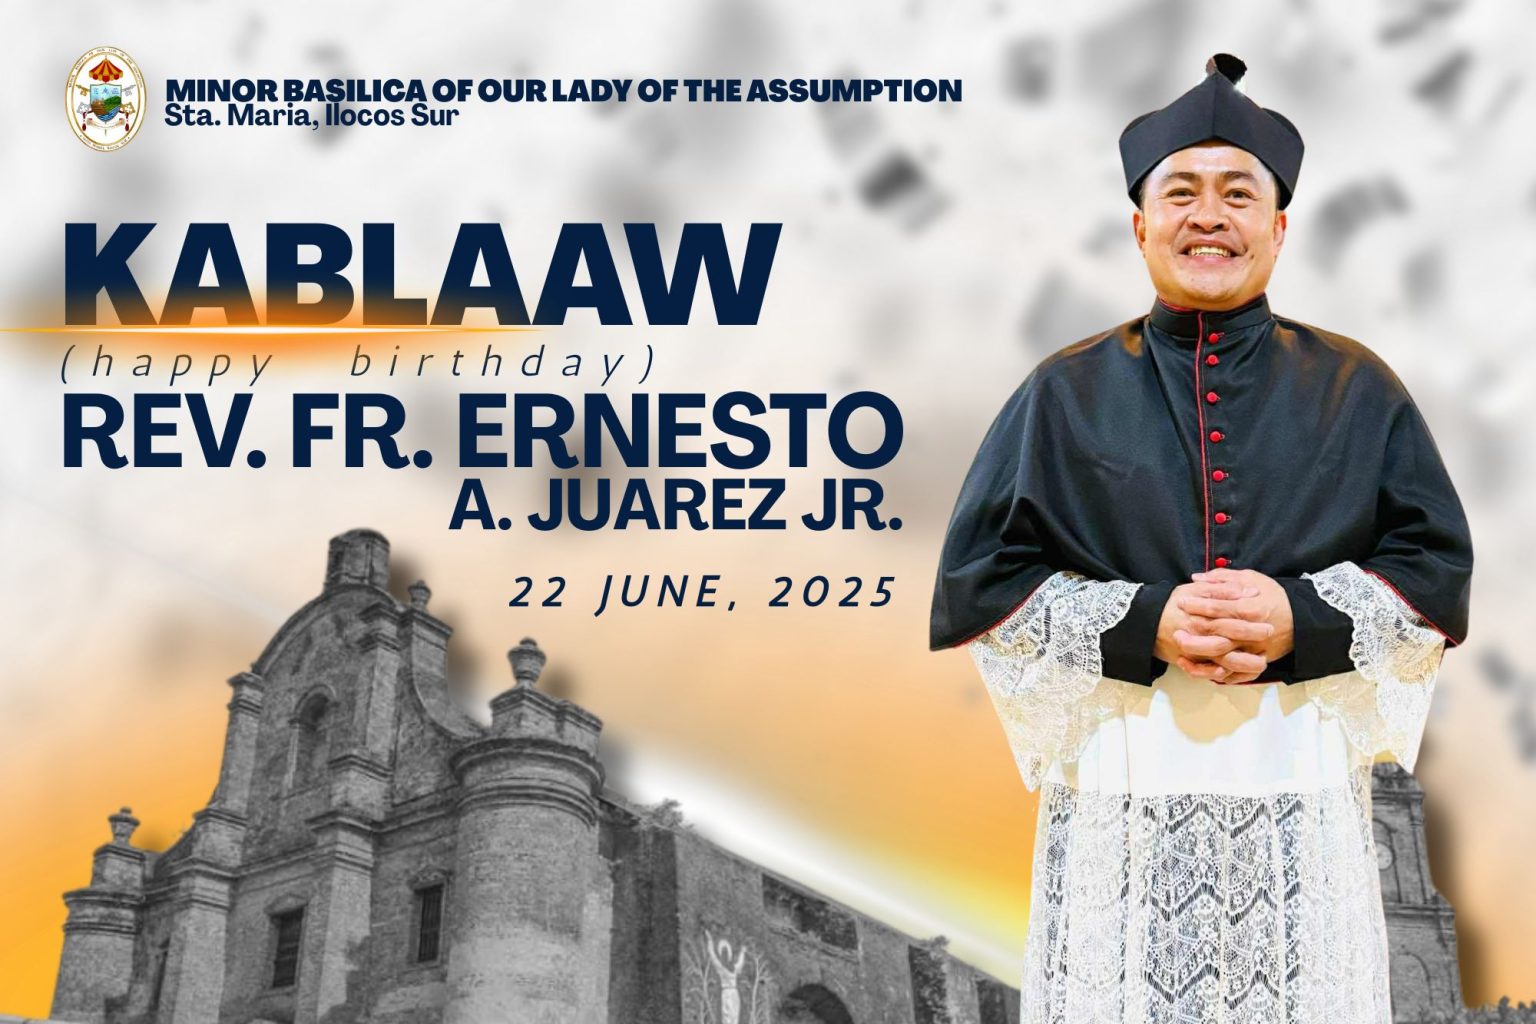 MINOR BASILICA OF OUR LADY OF THE ASSUMPTION
Sta. Maria, Ilocos Sur
KABLAAW
(happy birthday)
REV. FR. ERNESTO
A. JUAREZ JR.
22 JUNE, 2025